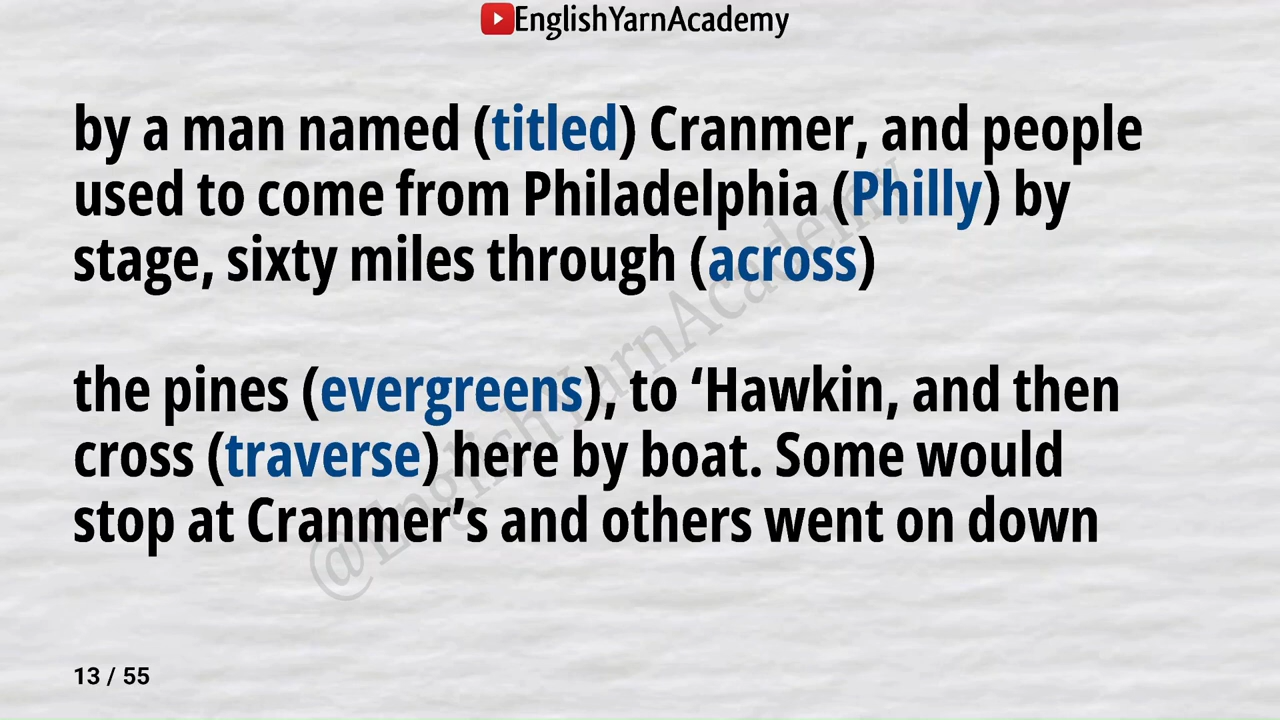 EnglishYarnAcademy
by a man named (titled) Cranmer, and people
used to come from Philadelphia (Philly) by
stage, sixty miles through (across)
the pines (evergreens), to ‘Hawkin, and then
cross (traverse) here by boat. Some would
stop at Cranmer’s and others went on down
@EnglishYarnAcademy
13 / 55